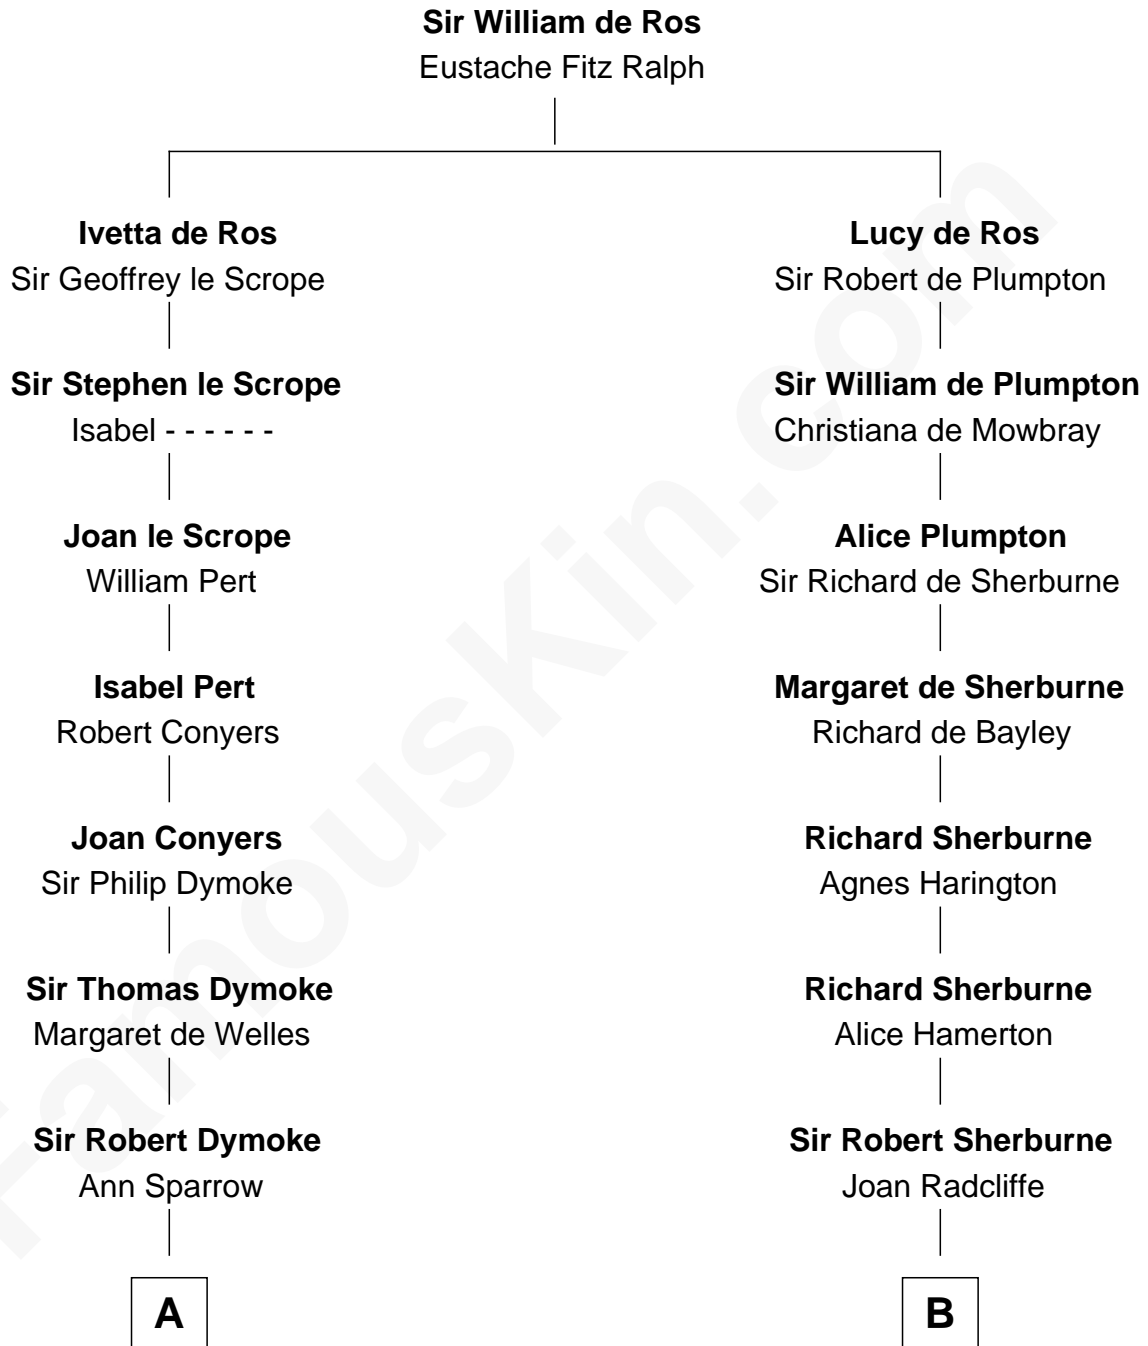 Sir William de Ros
Eustache Fitz Ralph
Ivetta de Ros
Sir Geoffrey le Scrope
Lucy de Ros
Sir Robert de Plumpton
Sir Stephen le Scrope
Isabel - - - - - -
Sir William de Plumpton
Christiana de Mowbray
Joan le Scrope
William Pert
Alice Plumpton
Sir Richard de Sherburne
Isabel Pert
Robert Conyers
Margaret de Sherburne
Richard de Bayley
Joan Conyers
Sir Philip Dymoke
Richard Sherburne
Agnes Harington
Sir Thomas Dymoke
Margaret de Welles
Richard Sherburne
Alice Hamerton
Sir Robert Dymoke
Ann Sparrow
Sir Robert Sherburne
Joan Radcliffe
A
B
FamousKin.com